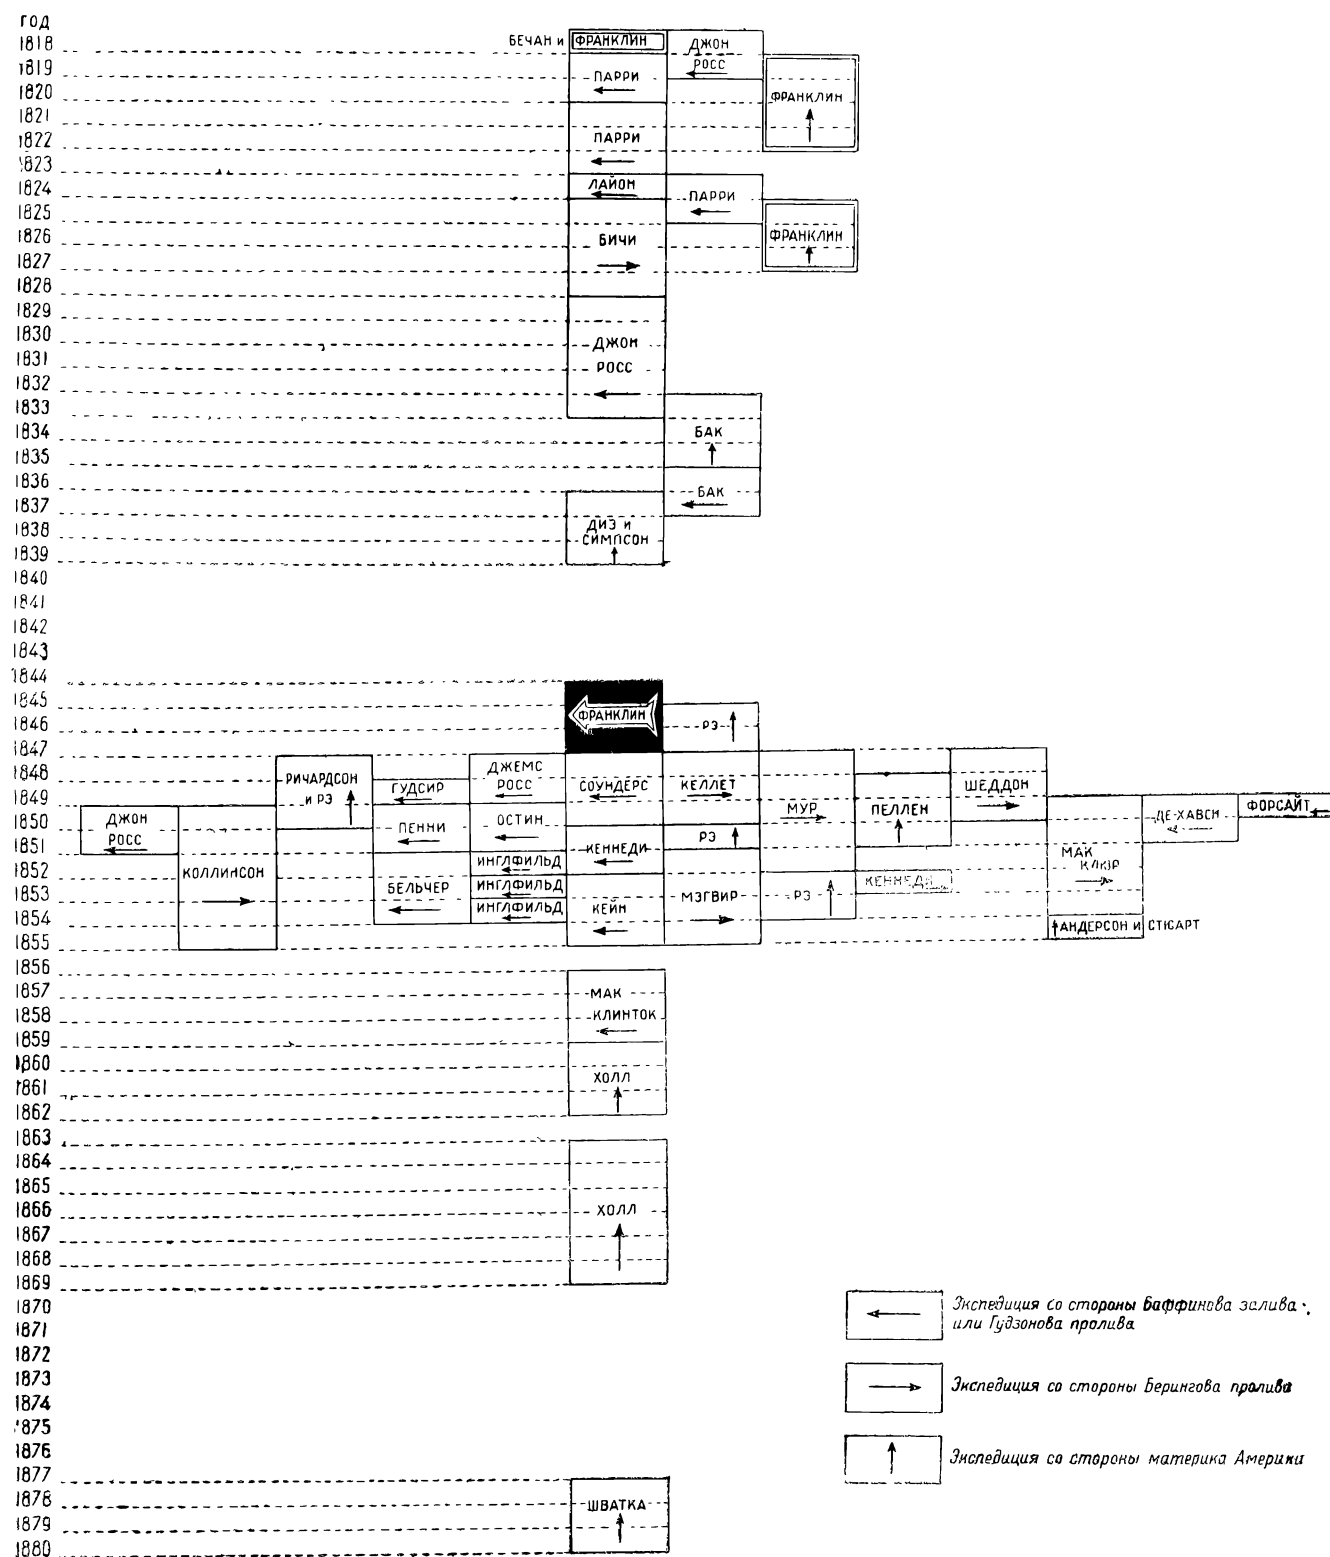 ГОД
1818
БЕЧАН и ФРАНКЛИН
ДЖОН
РОСС
1819
ПАРРИ
1820
ФРАНКЛИН
1821
1822
ПАРРИ
1823
1824
ЛАЙОН
ПАРРИ
1825
1826
БИЧИ
ФРАНКЛИН
1827
1828
1829
1830
ДЖОН
РОСС
1831
1832
1833
1834
БАК
1835
1836
БАК
1837
1838
ДИЗ и
СИМПСОН
1839
1840
1841
1842
1843
1844
1845
ФРАНКЛИН
1846
РЭ
1847
1848
РИЧАРДСОН
и РЭ
ГУДСИР
ДЖЕМС
РОСС
СОУНДЕРС
КЕЛЛЕТ
ШЕДДОН
1849
МУР
ПЕЛЛЕН
ФОРСАЙТ
1850
ДЖОН
РОСС
ПЕННИ
ОСТИН
РЭ
1851
КЕННЕДИ
1852
КОЛЛИНСОН
ИНГЛФИЛЬД
МАК
КЛЮР
1853
БЕЛЬЧЕР
ИНГЛФИЛЬД
МЭГВИР
РЭ
КЕННЕДИ
1854
ИНГЛФИЛЬД
КЕЙН
1855
АНДЕРСОН И СТЮАРТ
1856
1857
МАК
КЛИНТОК
1858
1859
1860
ХОЛЛ
1861
1862
1863
1864
1865
1866
ХОЛЛ
1867
1868
1869
1870
1871
1872
1873
1874
1875
1876
1877
1878
ШВАТКА
1879
1880
Экспедиция со стороны Баффинова залива
или Гудзонова пролива
Экспедиция со стороны Берингова пролива
Экспедиция со стороны материка Америки